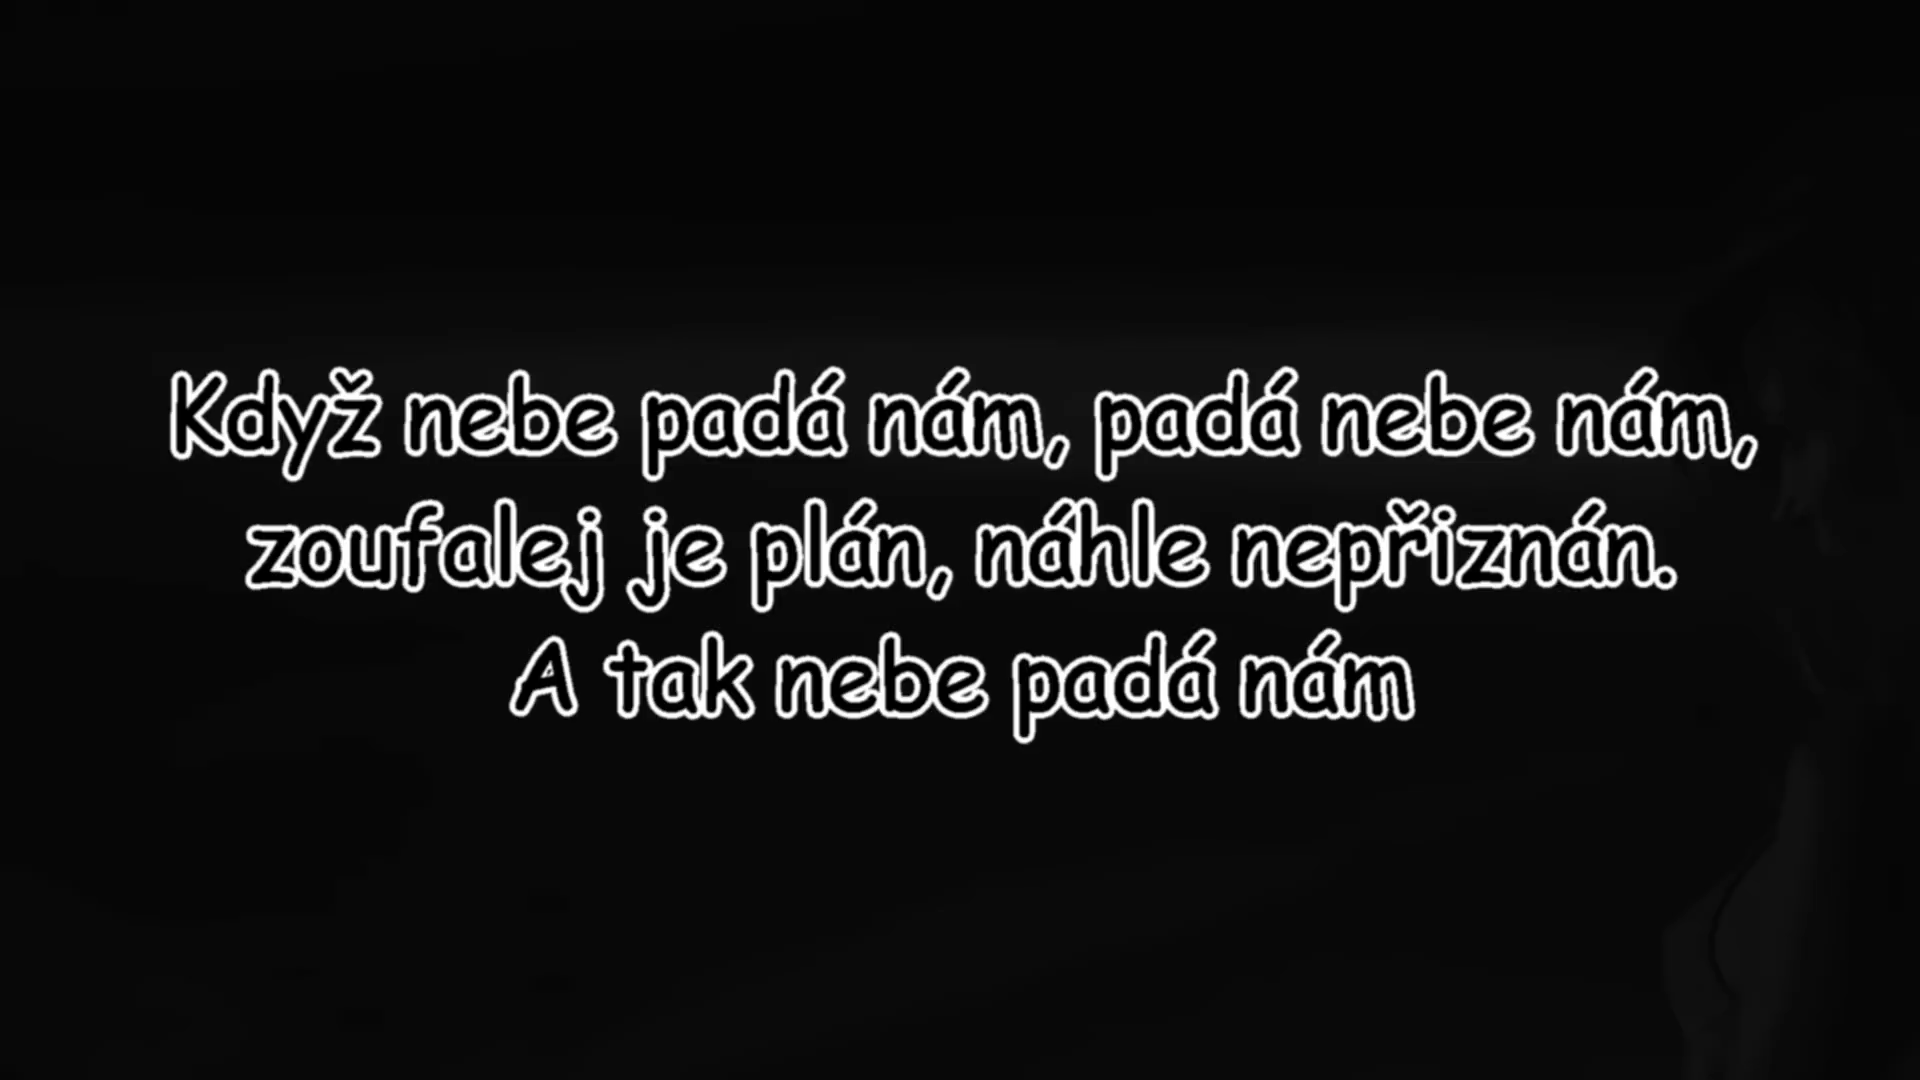 Když nebe padá nám, padá nebe nám,
zoufalej je plán, náhle nepřiznán.
A tak nebe padá nám